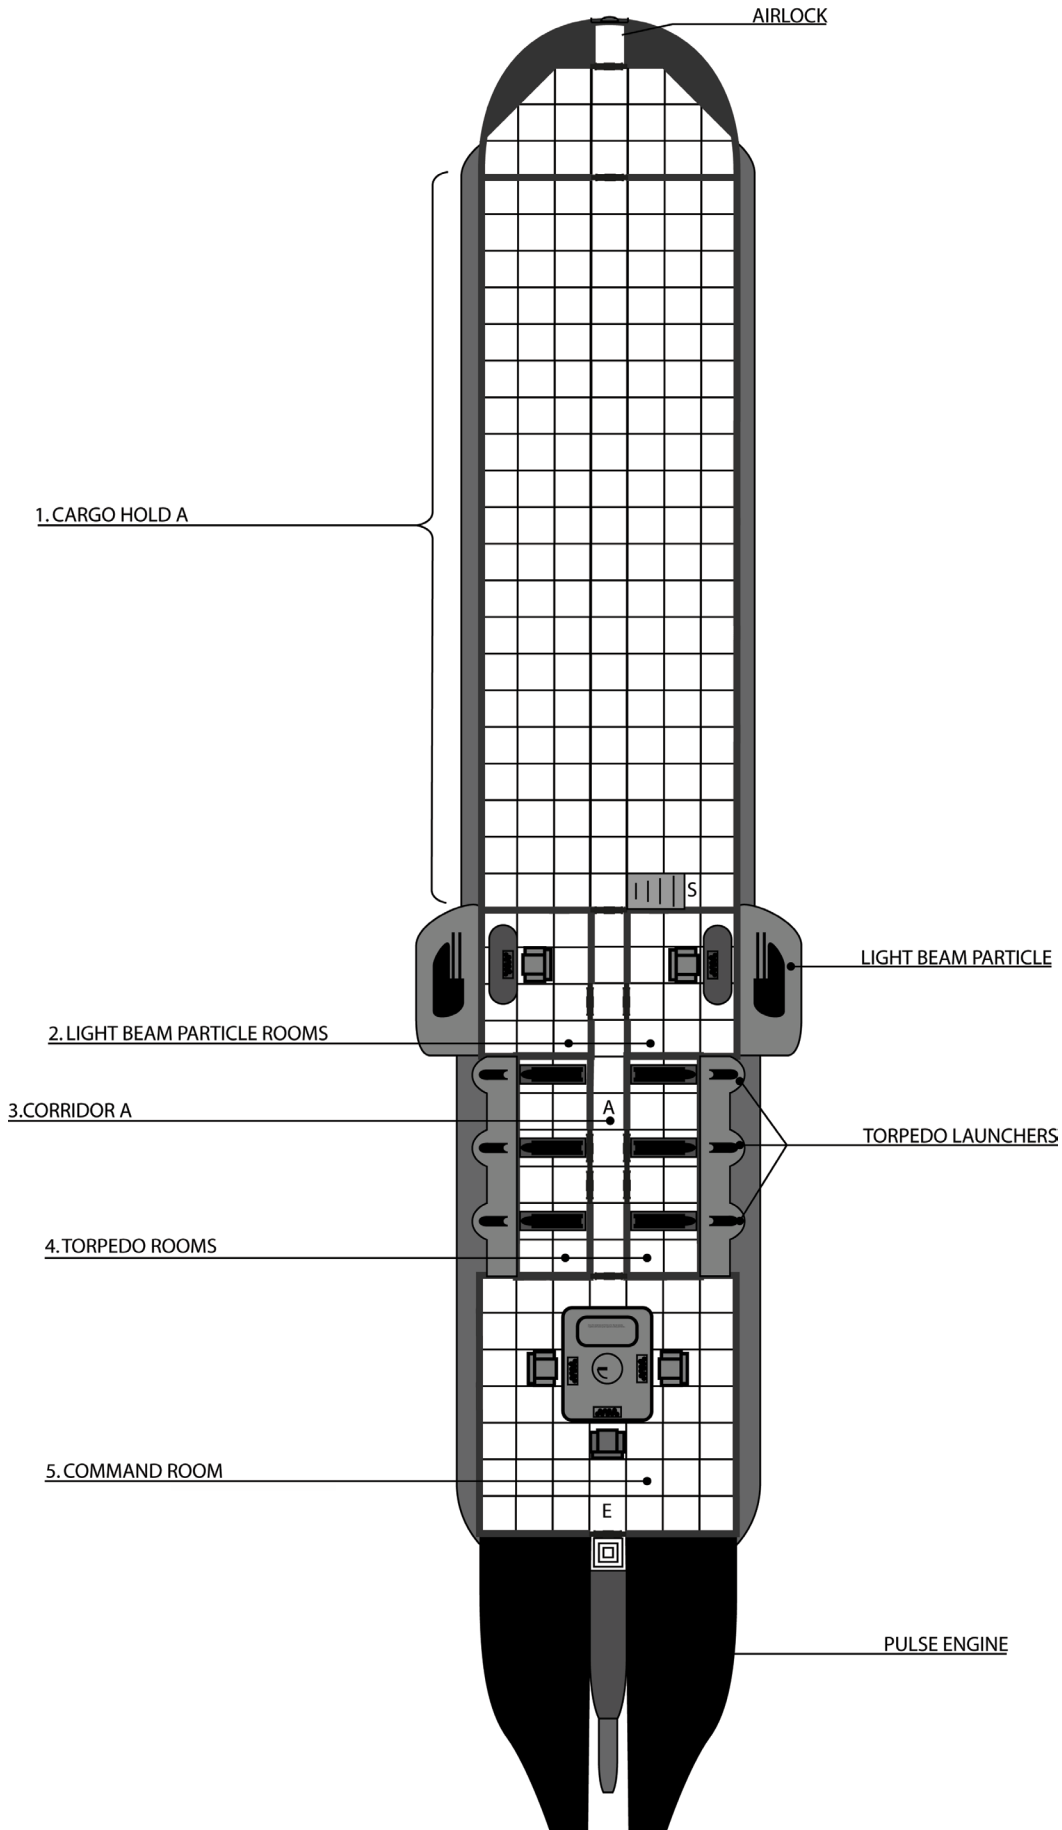 AIRLOCK
1. CARGO HOLD A
S
LIGHT BEAM PARTICLE
2. LIGHT BEAM PARTICLE ROOMS
3.CORRIDOR A
A
TORPEDO LAUNCHERS
4. TORPEDO ROOMS
5. COMMAND ROOM
E
PULSE ENGINE